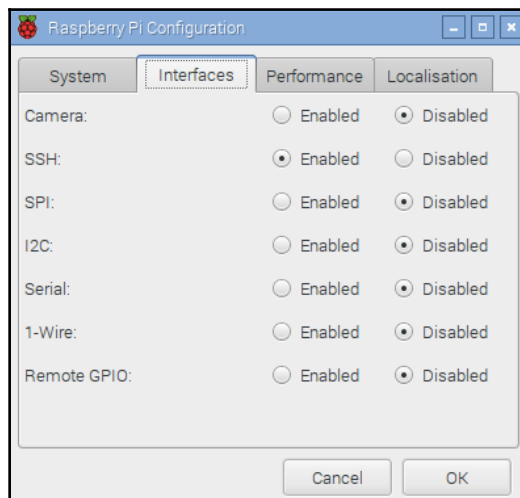 Raspberry Pi Configuration
System Interfaces Performance Localisation
Camera: Enabled Disabled
SSH: Enabled Disabled
SPI: Enabled Disabled
I2C: Enabled Disabled
Serial: Enabled Disabled
1-Wire: Enabled Disabled
Remote GPIO: Enabled Disabled
Cancel OK